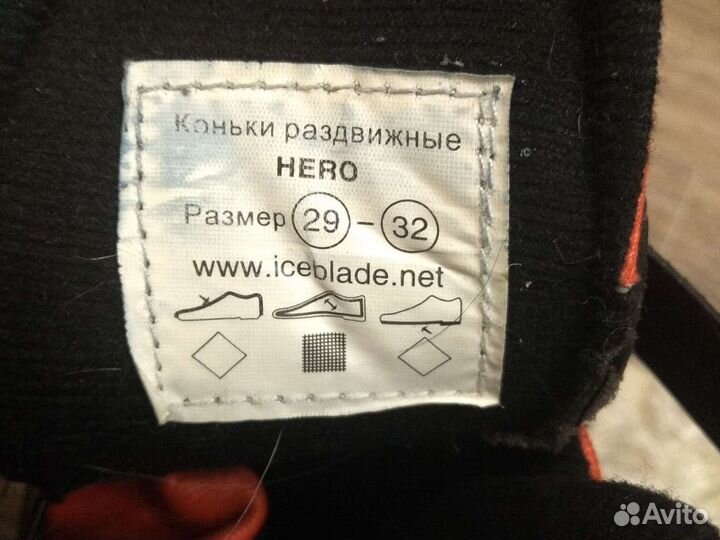 Коньки раздвижные
HERO
Размер 29 - 32
www.iceblade.net
Avito